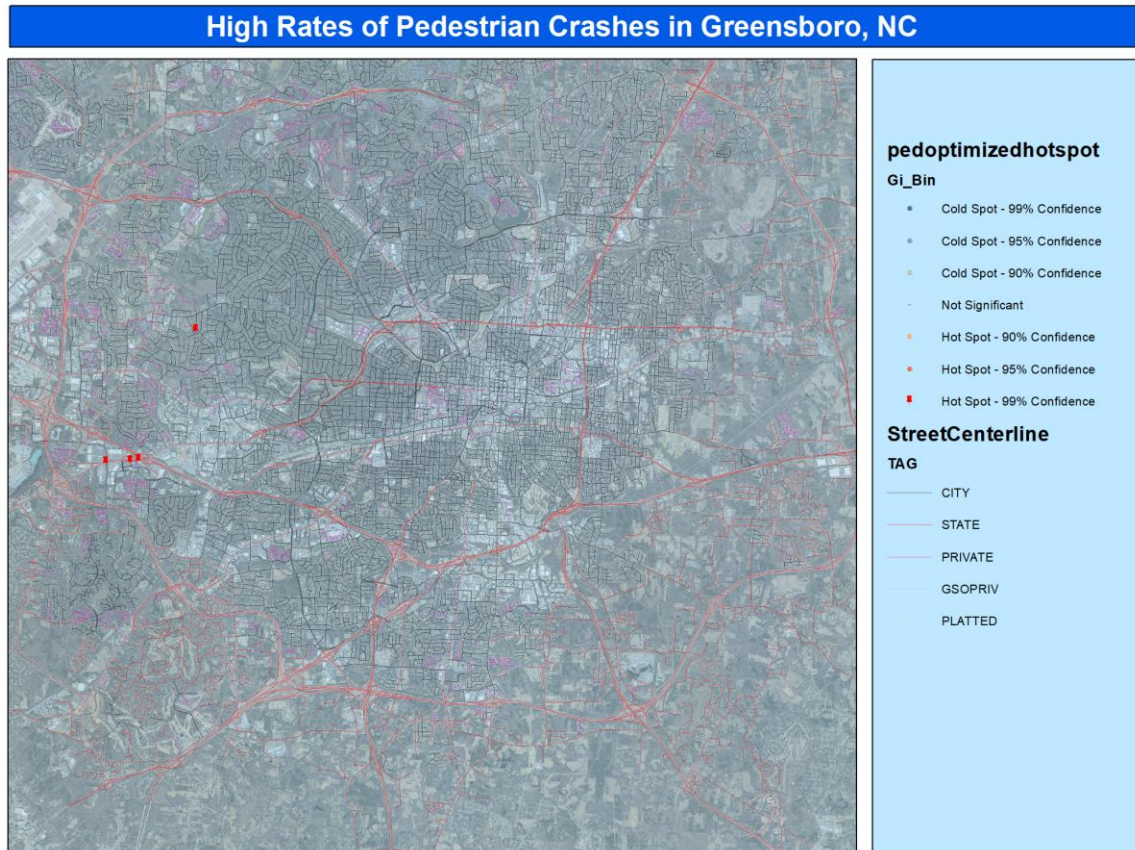 High Rates of Pedestrian Crashes in Greensboro, NC
pedoptimizedhotspot
Gi_Bin
Cold Spot - 99% Confidence
Cold Spot - 95% Confidence
Cold Spot - 90% Confidence
Not Significant
Hot Spot - 90% Confidence
Hot Spot - 95% Confidence
Hot Spot - 99% Confidence
StreetCenterline
TAG
CITY
STATE
PRIVATE
GSOPRIV
PLATTED